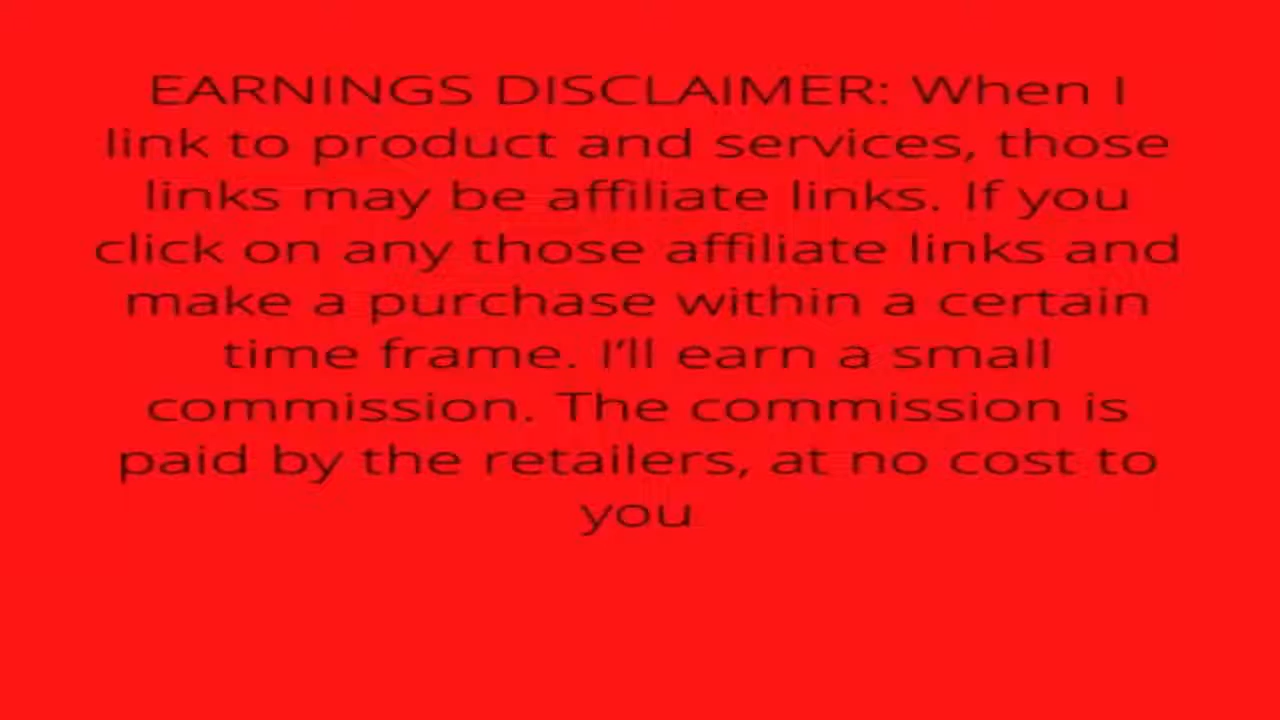 EARNINGS DISCLAIMER: When I
link to product and services, those
links may be affiliate links. If you
click on any those affiliate links and
make a purchase within a certain
time frame. I’ll earn a small
commission. The commission is
paid by the retailers, at no cost to
you